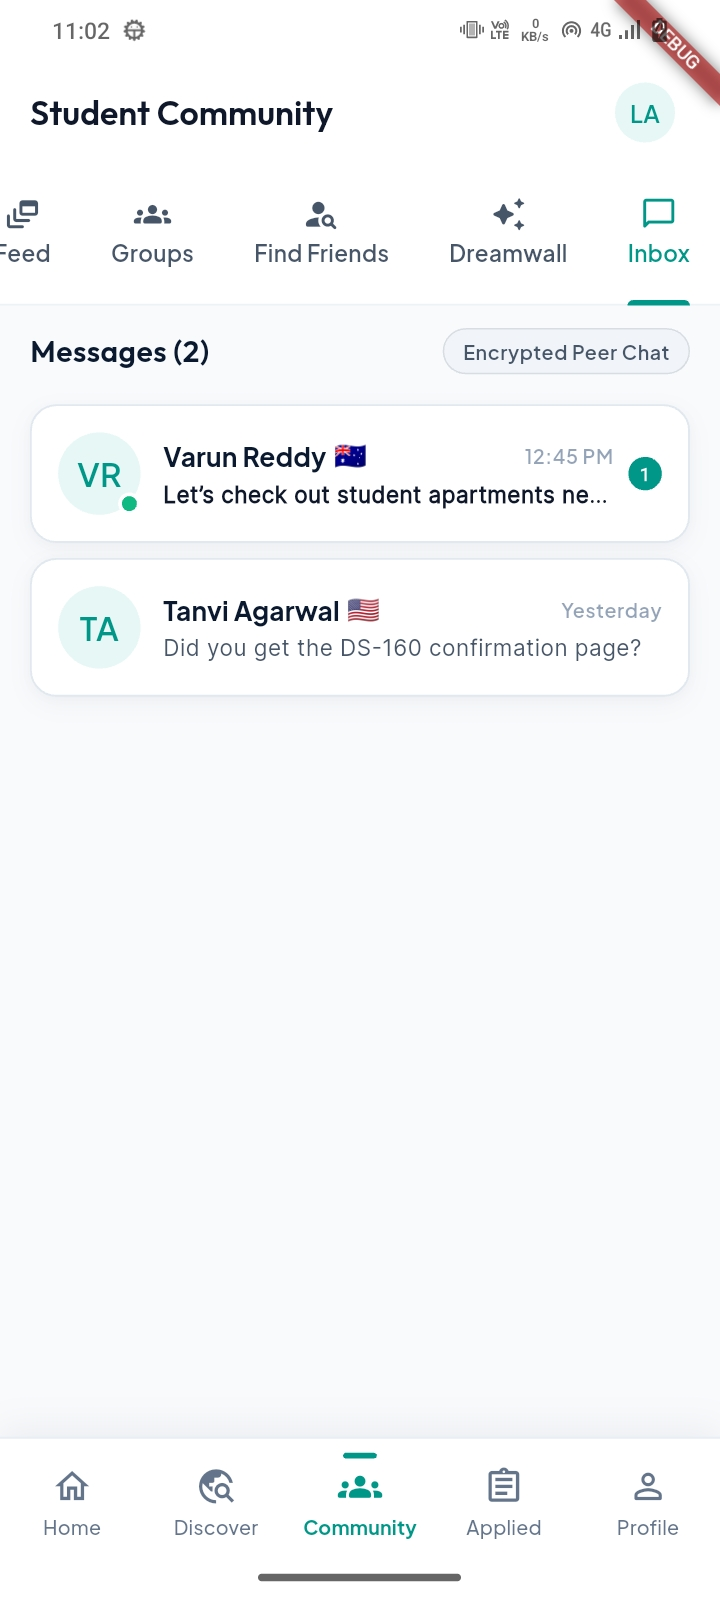 11:02
Vo) LTE 0 KB/s 4G
DEBUG
Student Community LA
Feed Groups Find Friends Dreamwall Inbox
Messages (2) Encrypted Peer Chat
VR Varun Reddy 12:45 PM
Let’s check out student apartments ne... 1
TA Tanvi Agarwal Yesterday
Did you get the DS-160 confirmation page?
Home Discover Community Applied Profile